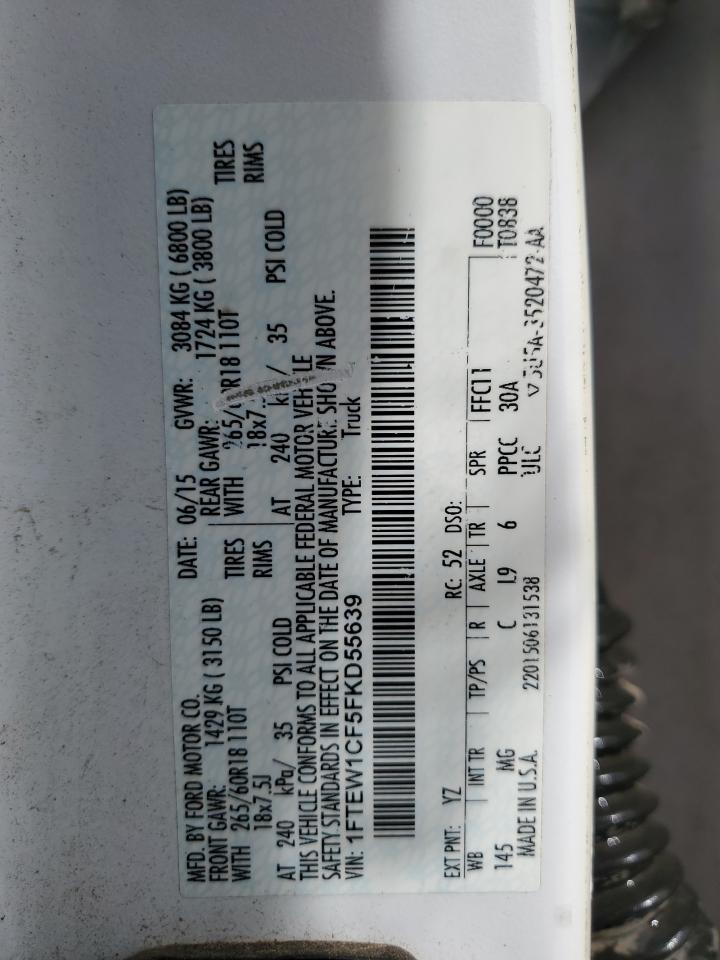 MFD. BY FORD MOTOR CO.
DATE: 06/15 GVWR: 3084 KG ( 6800 LB)
FRONT GAWR: 1429 KG ( 3150 LB)
REAR GAWR: 1724 KG ( 3800 LB)
WITH 265/60R18 110T TIRES
WITH 110T TIRES
18x7.5J RIMS
RIMS
AT 240 kPa/ 35 PSI COLD
AT 240 / 35 PSI COLD
THIS VEHICLE CONFORMS TO ALL APPLICABLE FEDERAL MOTOR VEHICLE
SAFETY STANDARDS IN EFFECT ON THE DATE OF MANUFACTURE SHOWN ABOVE.
VIN: 1FTEW1CF5FKD55639 TYPE: Truck
EXT PNT: YZ RC: 52 DSO:
WB INT TR TP/PS R AXLE TR SPR FFC11 F0000
145 MG C L9 6 PPCC 30A T0838
MADE IN U.S.A. 2201506131538 ULC